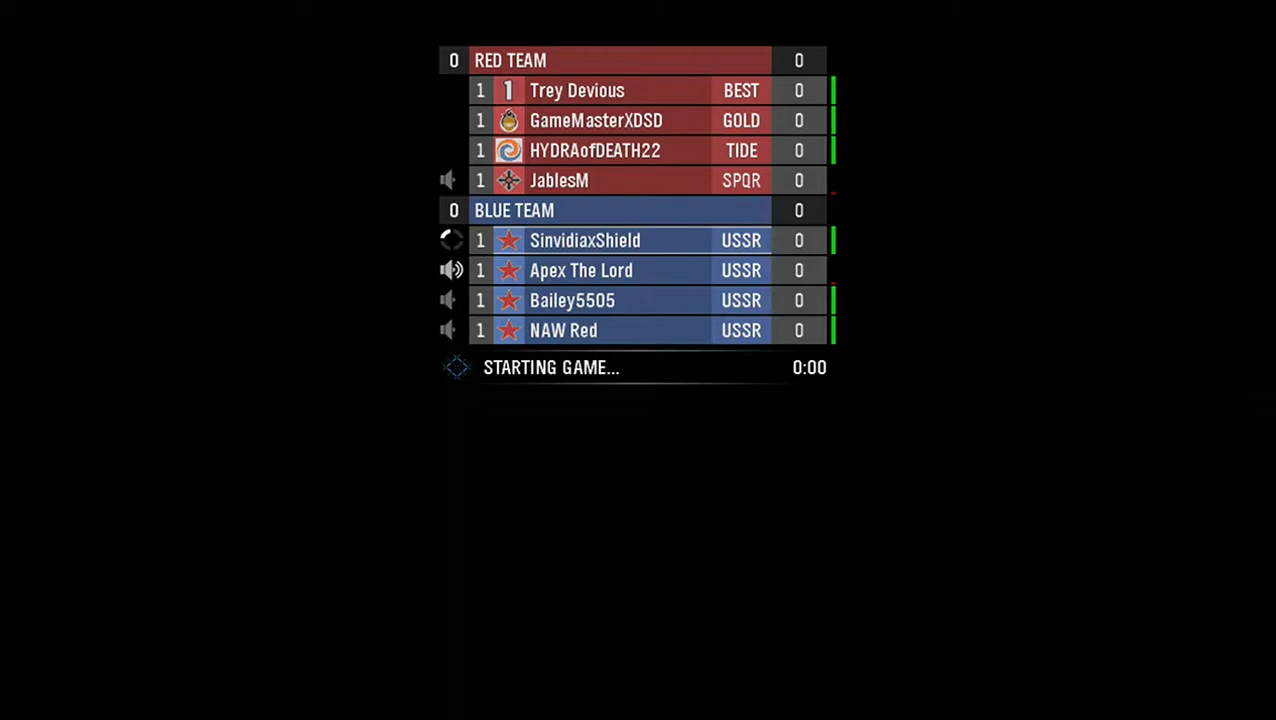 0 RED TEAM 0
1 1 Trey Devious BEST 0
1 GameMasterXDSD GOLD 0
1 HYDRAofDEATH22 TIDE 0
1 JablesM SPQR 0
0 BLUE TEAM 0
1 SinvidiaxShield USSR 0
1 Apex The Lord USSR 0
1 Bailey5505 USSR 0
1 NAW Red USSR 0
STARTING GAME... 0:00